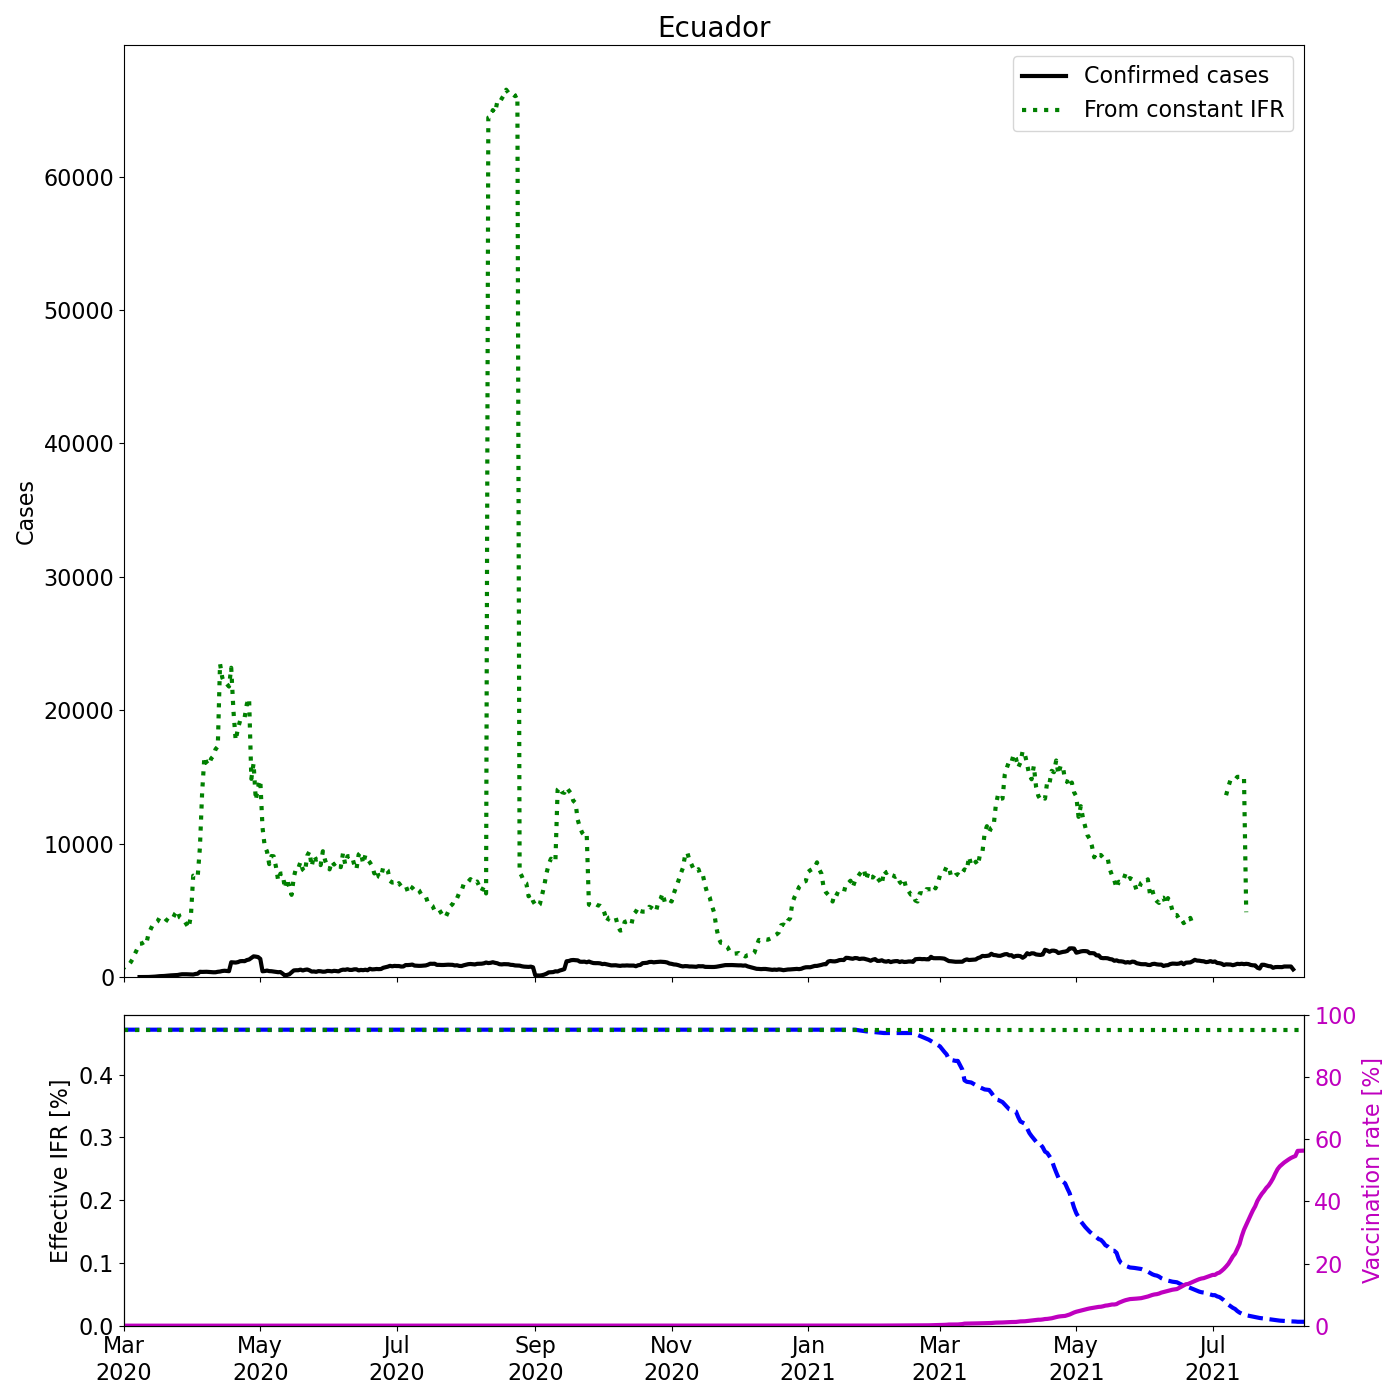 Ecuador
Confirmed cases
From constant IFR
60000
50000
40000
30000
20000
10000
0
Cases
0.4
0.3
0.2
0.1
0.0
Effective IFR [%]
100
80
60
40
20
0
Vaccination rate [%]
Mar May Jul Sep Nov Jan Mar May Jul
2020 2020 2020 2020 2020 2021 2021 2021 2021